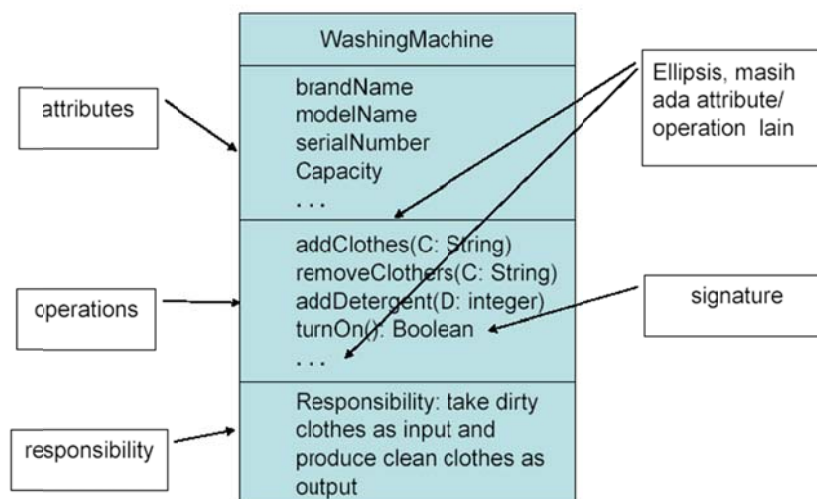 WashingMachine
attributes
brandName
modelName
serialNumber
Capacity
. . .
Ellipsis, masih
ada attribute/
operation lain
operations
addClothes(C: String)
removeClothers(C: String)
addDetergent(D: integer)
turnOn(): Boolean
. . .
signature
responsibility
Responsibility: take dirty
clothes as input and
produce clean clothes as
output